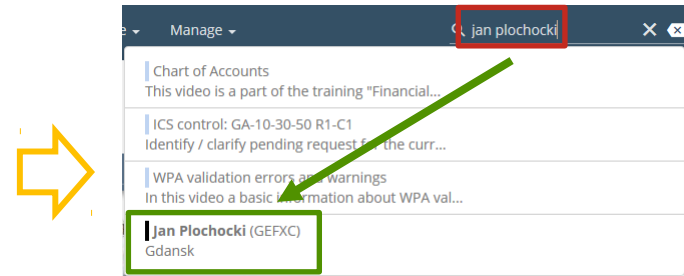 Manage
jan plochocki
Chart of Accounts
This video is a part of the training "Financial...
ICS control: GA-10-30-50 R1-C1
Identify / clarify pending request for the curr...
WPA validation errors and warnings
In this video a basic information about WPA val...
Jan Plochocki (GEFXC)
Gdansk